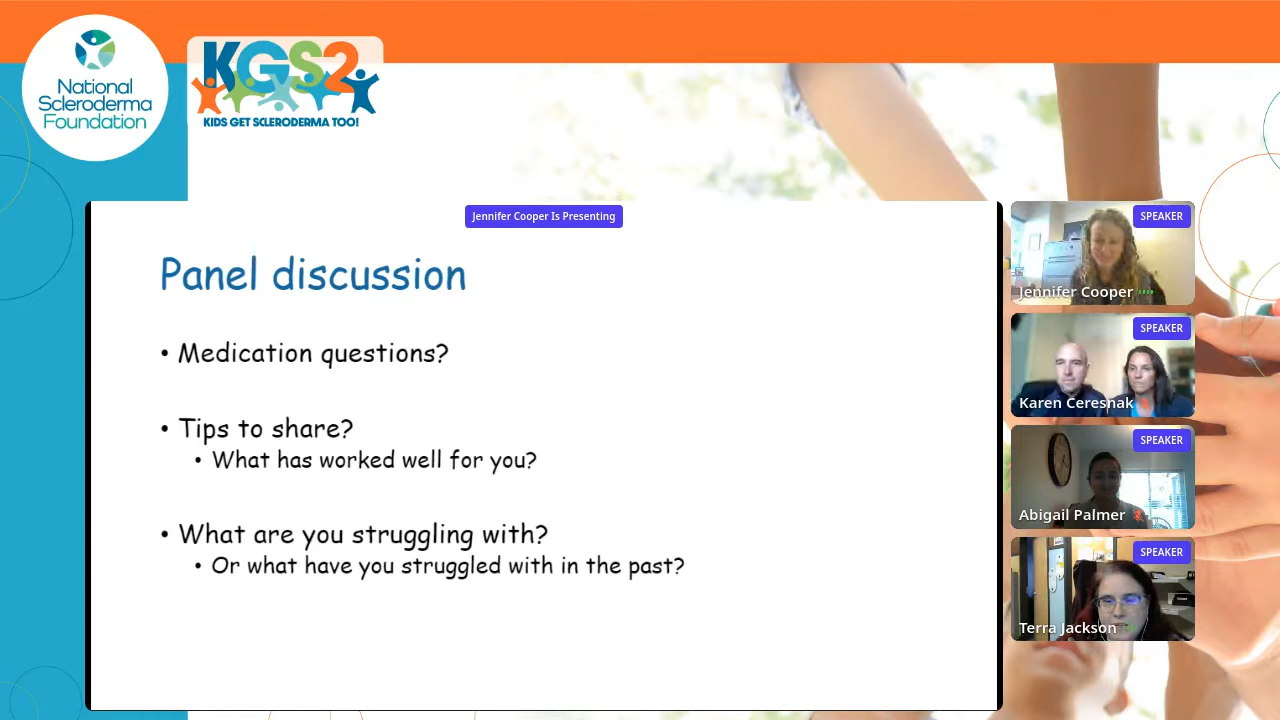 National
Scleroderma
Foundation
KGS2
KIDS GET SCLERODERMA TOO!
Jennifer Cooper Is Presenting
Panel discussion
• Medication questions?
• Tips to share?
• What has worked well for you?
• What are you struggling with?
• Or what have you struggled with in the past?
SPEAKER
Jennifer Cooper
SPEAKER
Karen Ceresnak
SPEAKER
Abigail Palmer
SPEAKER
Terra Jackson